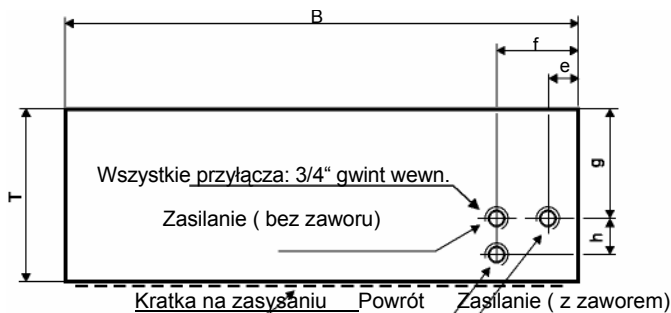 B
f
e
T
g
Wszystkie przyłącza: 3/4“ gwint wewn.
Zasilanie ( bez zaworu)
h
Kratka na zasysaniu Powrót Zasilanie ( z zaworem)